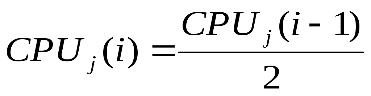 CPU_j(i) = CPU_j(i - 1) / 2